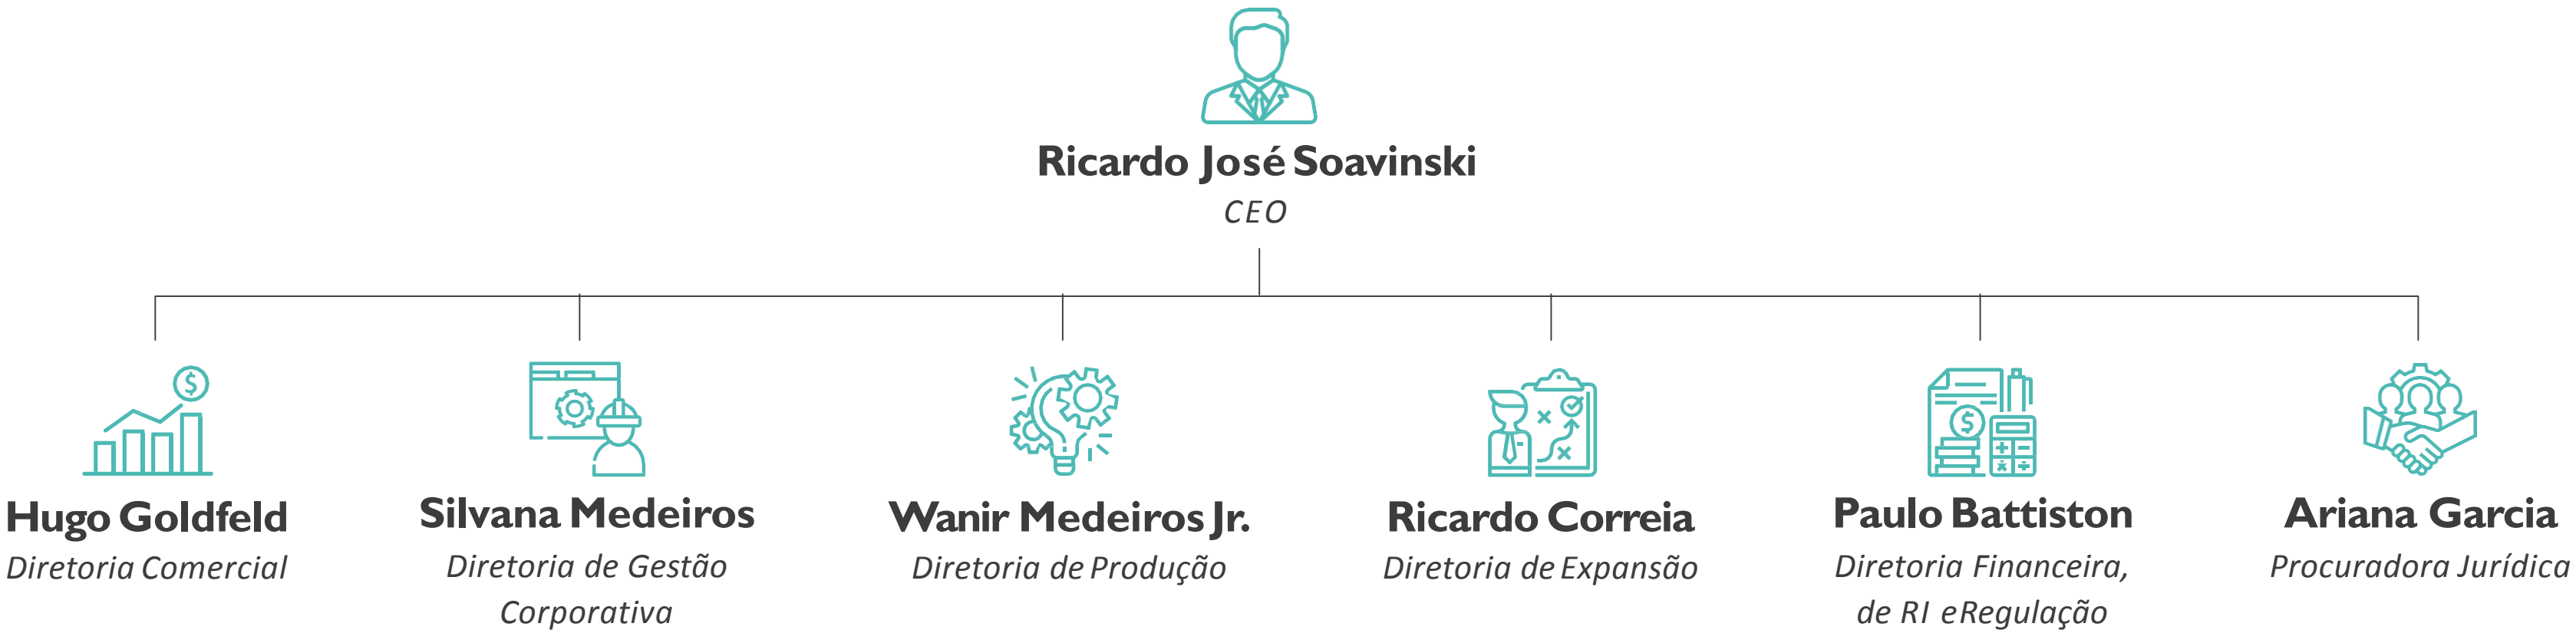 Ricardo José Soavinski
CEO
Hugo Goldfeld
Diretoria Comercial
Silvana Medeiros
Diretoria de Gestão
Corporativa
Wanir Medeiros Jr.
Diretoria de Produção
Ricardo Correia
Diretoria de Expansão
Paulo Battiston
Diretoria Financeira,
de RI e Regulação
Ariana Garcia
Procuradora Jurídica